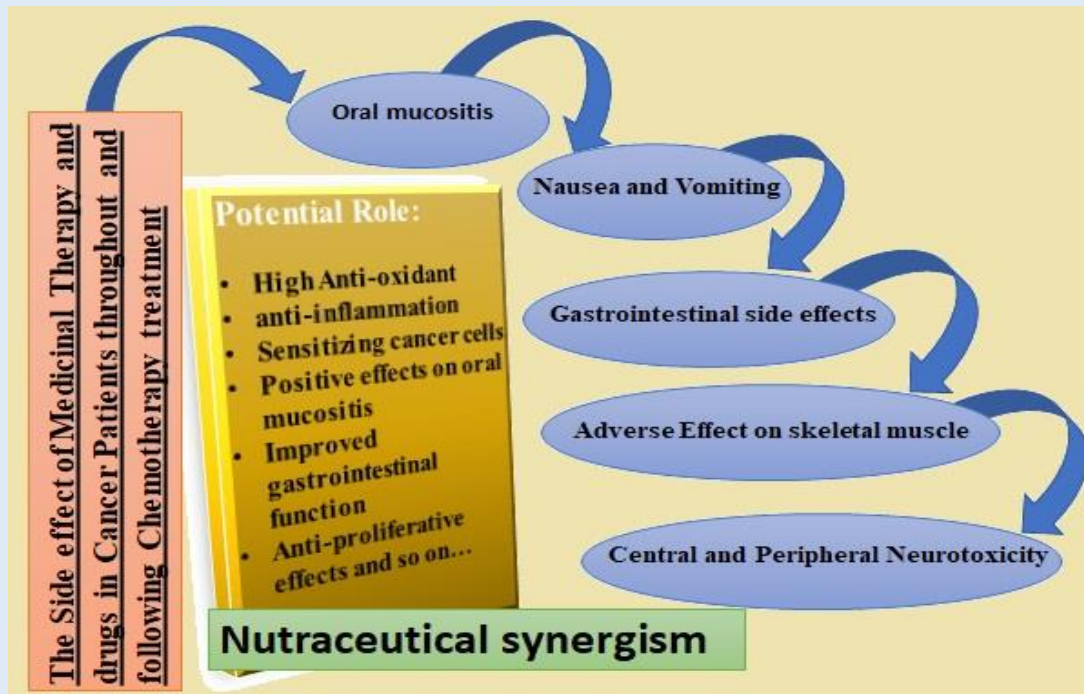 The Side effect of Medicinal Therapy and
drugs in Cancer Patients throughout and
following Chemotherapy treatment
Oral mucositis
Nausea and Vomiting
Gastrointestinal side effects
Adverse Effect on skeletal muscle
Central and Peripheral Neurotoxicity
Potential Role:
• High Anti-oxidant
• anti-inflammation
• Sensitizing cancer cells
• Positive effects on oral
mucositis
• Improved
gastrointestinal
function
• Anti-proliferative
effects and so on…
Nutraceutical synergism